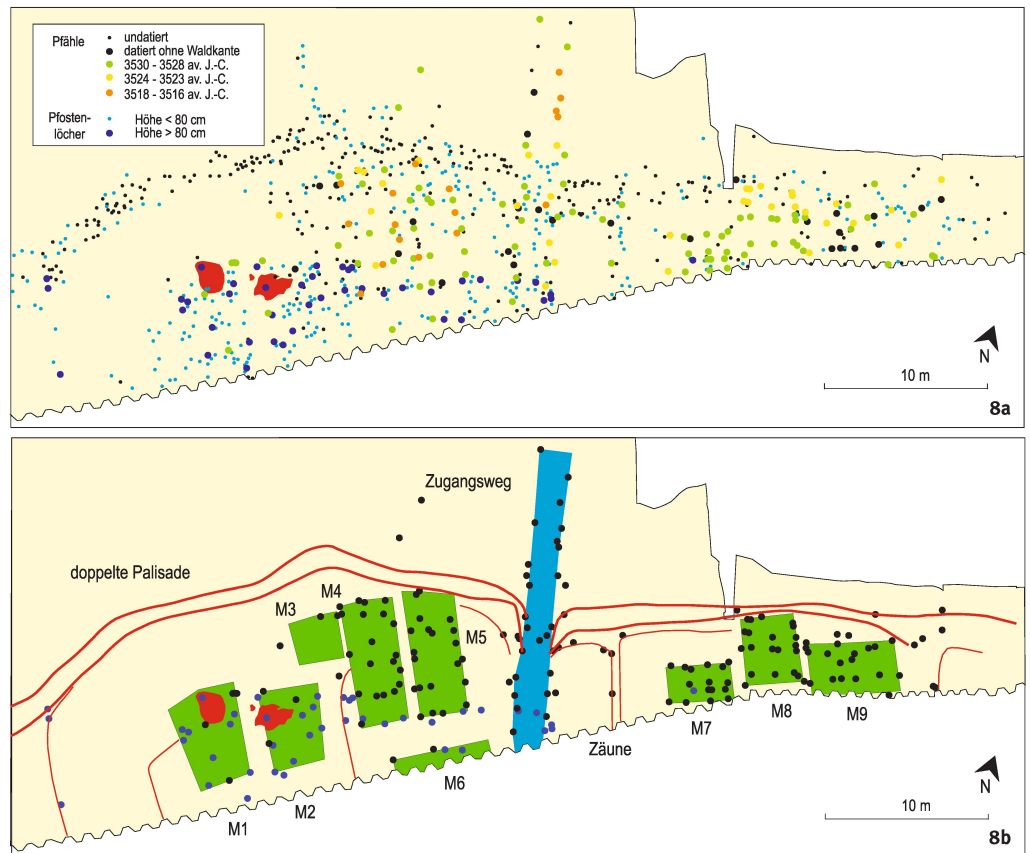 Pfähle
undatiert
datiert ohne Waldkante
3530 - 3528 av. J.-C.
3524 - 3523 av. J.-C.
3518 - 3516 av. J.-C.
Pfosten-
löcher
Höhe < 80 cm
Höhe > 80 cm
N
10 m
8a
Zugangsweg
doppelte Palisade
M4
M3
M5
M7
M8
M9
Zäune
M6
M2
M1
N
10 m
8b